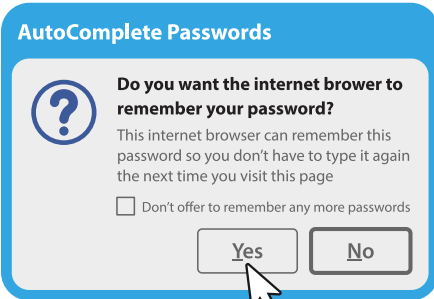 AutoComplete Passwords
Do you want the internet brower to
remember your password?
This internet browser can remember this
password so you don't have to type it again
the next time you visit this page
Don't offer to remember any more passwords
Yes
No